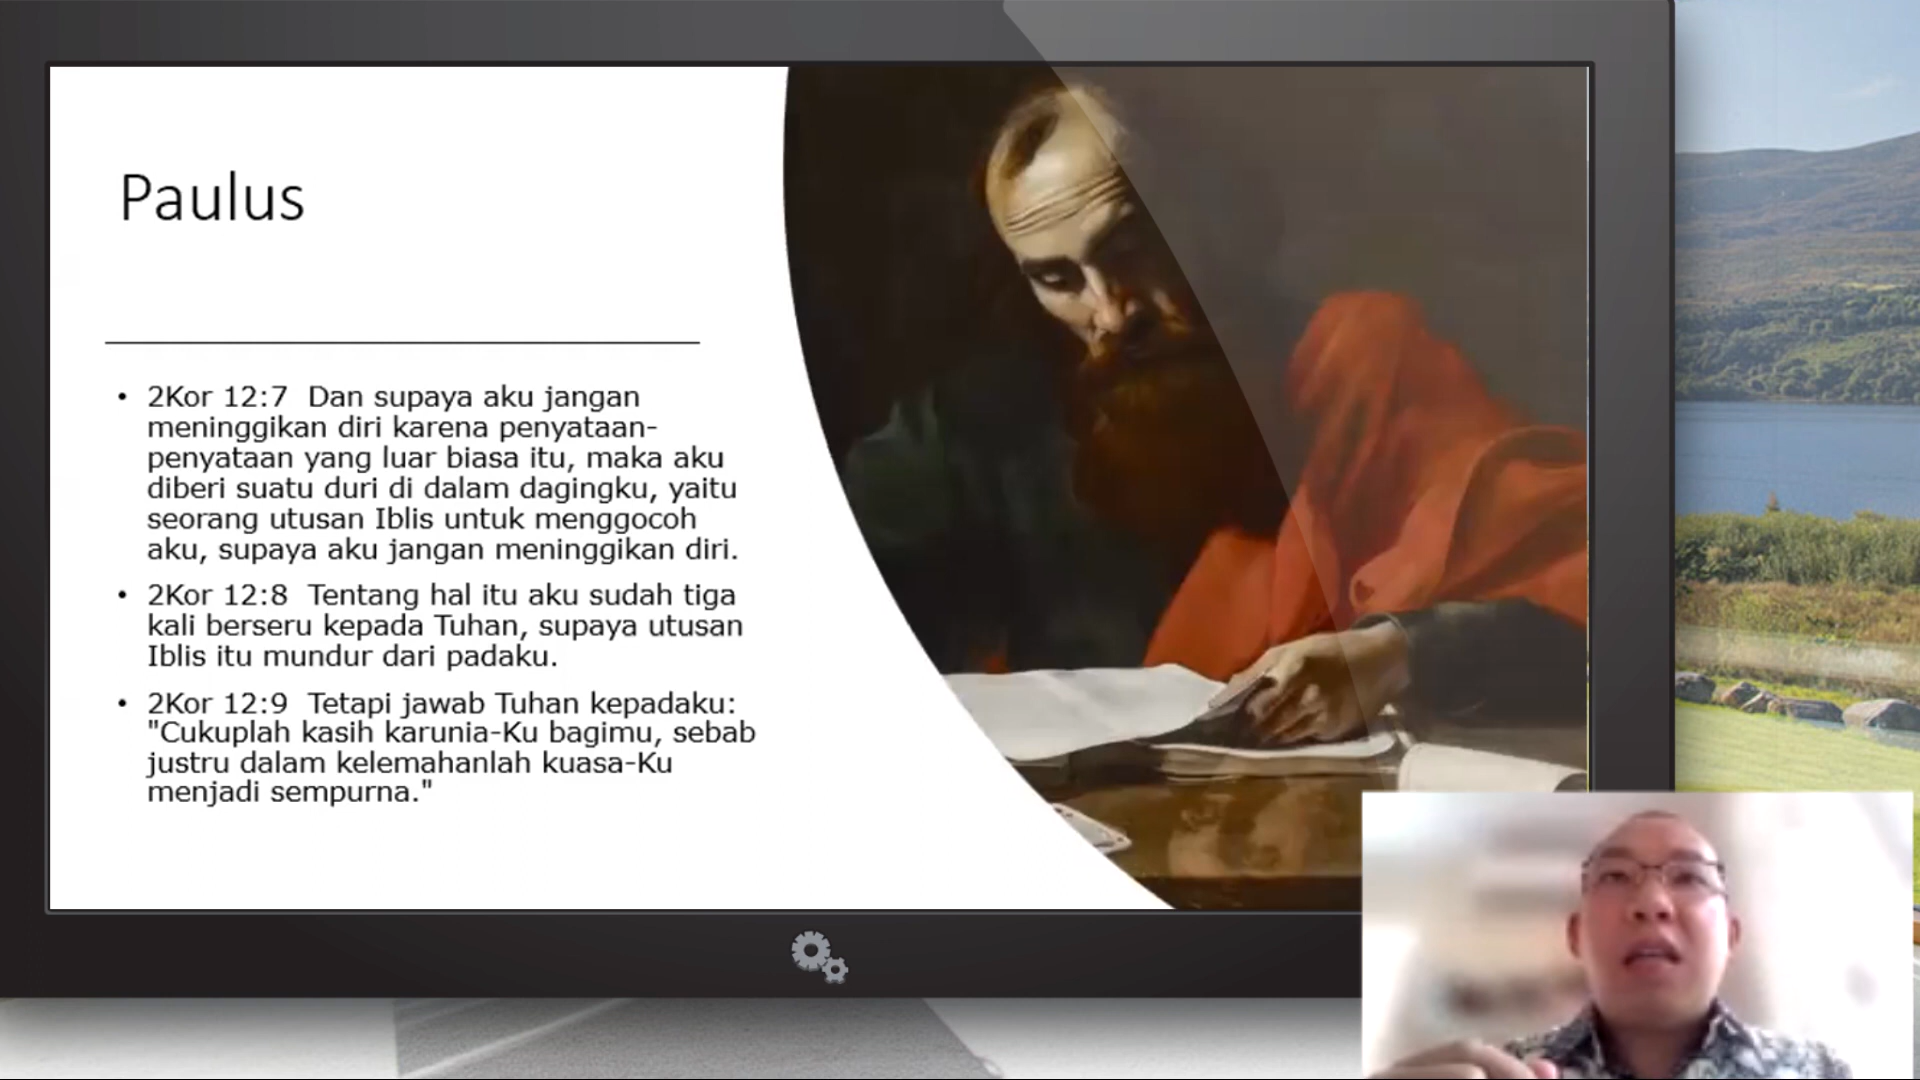 Paulus
• 2Kor 12:7 Dan supaya aku jangan
meninggikan diri karena penyataan-
penyataan yang luar biasa itu, maka aku
diberi suatu duri di dalam dagingku, yaitu
seorang utusan Iblis untuk menggocoh
aku, supaya aku jangan meninggikan diri.
• 2Kor 12:8 Tentang hal itu aku sudah tiga
kali berseru kepada Tuhan, supaya utusan
Iblis itu mundur dari padaku.
• 2Kor 12:9 Tetapi jawab Tuhan kepadaku:
"Cukuplah kasih karunia-Ku bagimu, sebab
justru dalam kelemahanlah kuasa-Ku
menjadi sempurna."